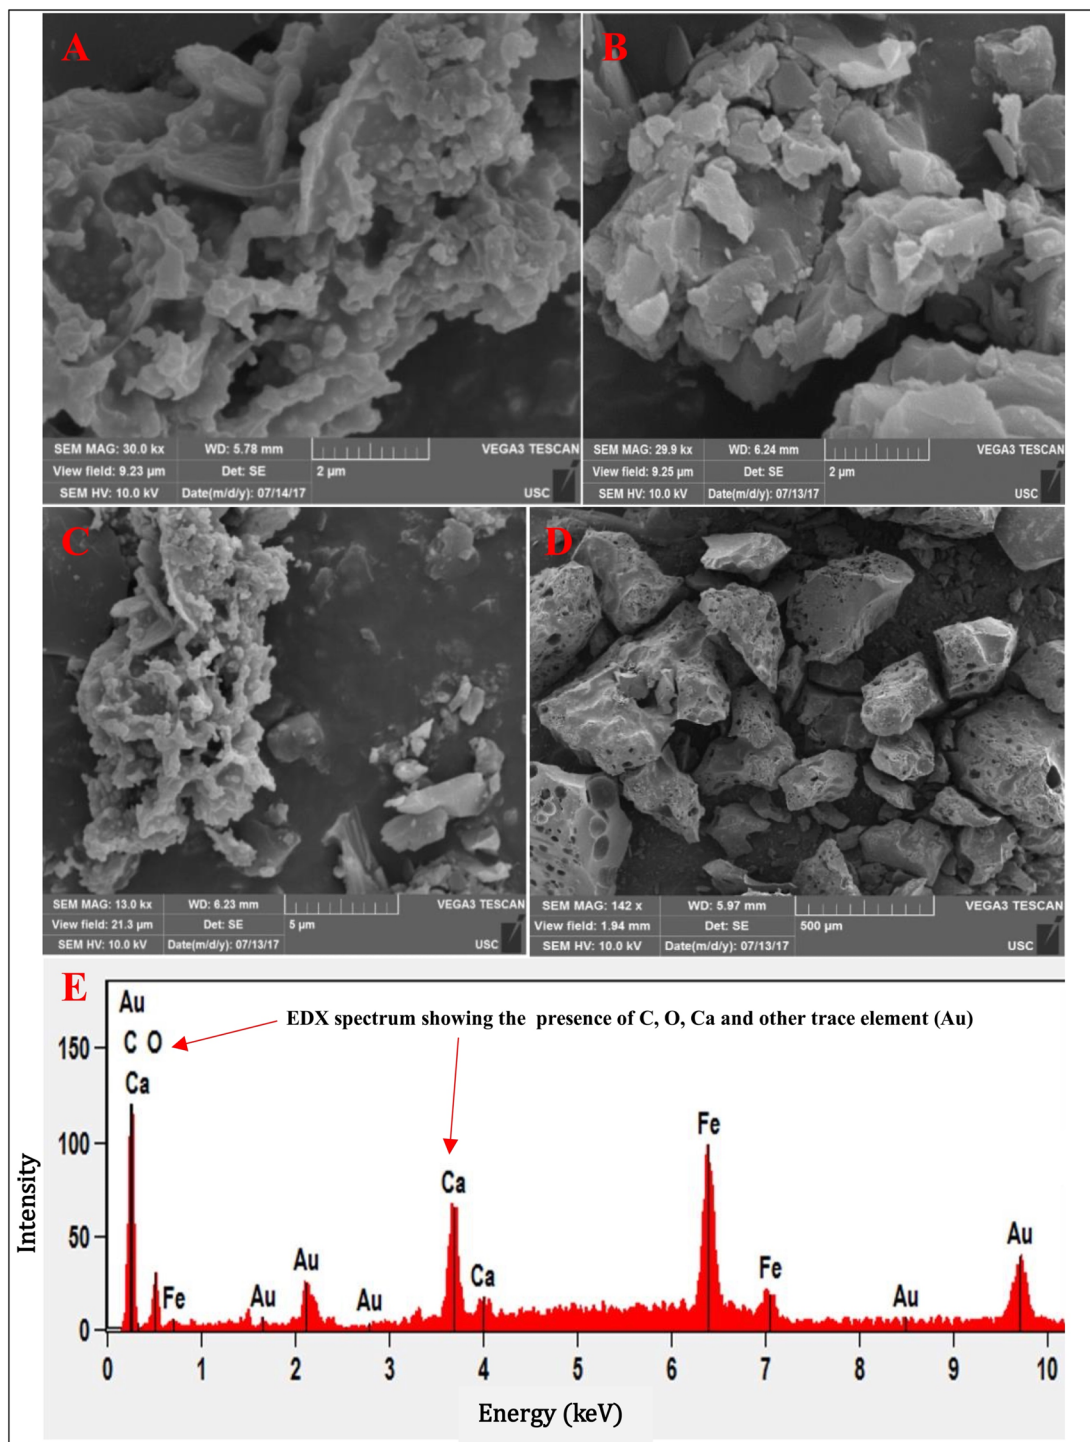 A
SEM MAG: 30.0 kx WD: 5.78 mm VEGA3 TESCAN
View field: 9.23 µm Det: SE 2 µm
SEM HV: 10.0 kV Date(m/d/y): 07/14/17 USC
B
SEM MAG: 29.9 kx WD: 6.24 mm VEGA3 TESCAN
View field: 9.25 µm Det: SE 2 µm
SEM HV: 10.0 kV Date(m/d/y): 07/13/17 USC
C
SEM MAG: 13.0 kx WD: 6.23 mm VEGA3 TESCAN
View field: 21.3 µm Det: SE 5 µm
SEM HV: 10.0 kV Date(m/d/y): 07/13/17 USC
D
SEM MAG: 142 x WD: 5.97 mm VEGA3 TESCAN
View field: 1.94 mm Det: SE 500 µm
SEM HV: 10.0 kV Date(m/d/y): 07/13/17 USC
E
Au
EDX spectrum showing the presence of C, O, Ca and other trace element (Au)
150
C O
Ca
Fe
100
Ca
50
Au
Au
Ca
Fe
Fe
Au
Au
Au
0
0 1 2 3 4 5 6 7 8 9 10
Intensity
Energy (keV)